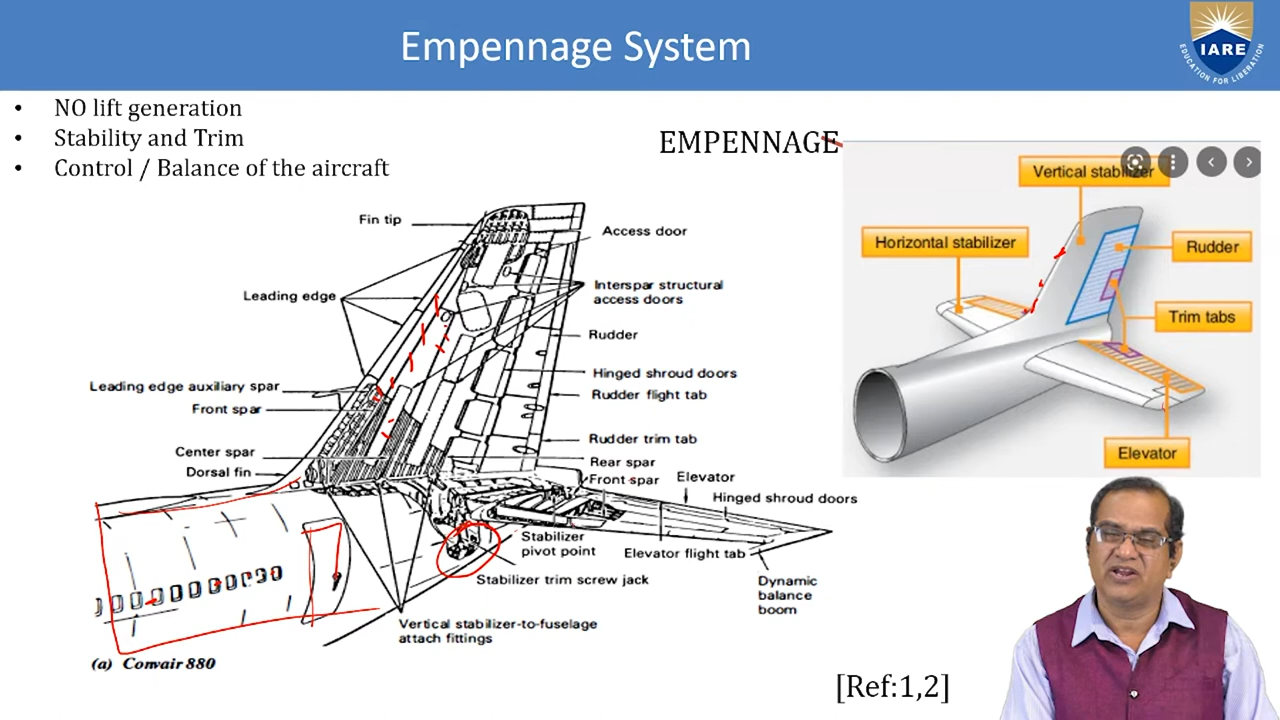 Empennage System
IARE
EDUCATION FOR LIBERATION
• NO lift generation
• Stability and Trim
• Control / Balance of the aircraft
EMPENNAGE
Fin tip
Access door
Leading edge
Interspar structural
access doors
Rudder
Hinged shroud doors
Rudder flight tab
Leading edge auxiliary spar
Front spar
Rudder trim tab
Center spar
Rear spar
Dorsal fin
Front spar
Elevator
Hinged shroud doors
Stabilizer
pivot point
Elevator flight tab
Stabilizer trim screw jack
Dynamic
balance
boom
Vertical stabilizer-to-fuselage
attach fittings
(a) Convair 880
Vertical stabilizer
Horizontal stabilizer
Rudder
Trim tabs
Elevator
[Ref:1,2]